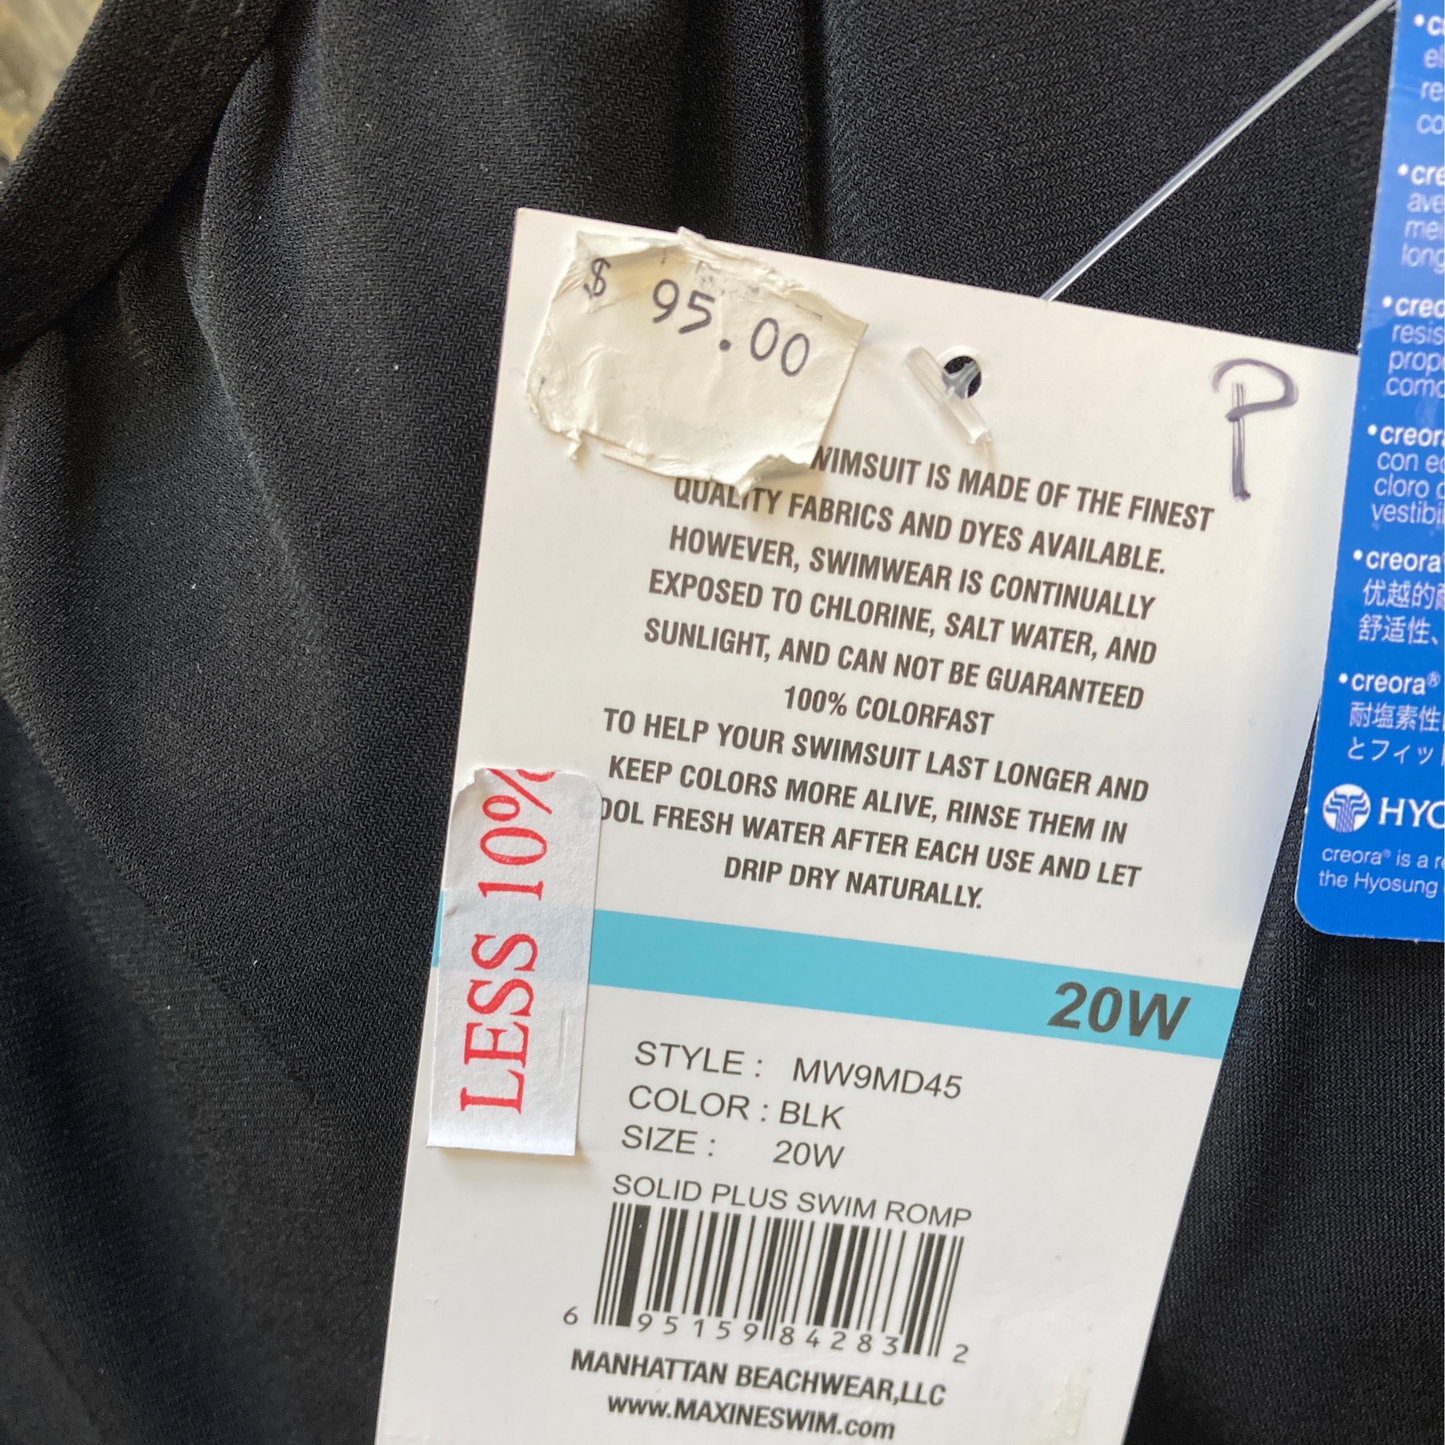 $ 95.00
P
SWIMSUIT IS MADE OF THE FINEST
QUALITY FABRICS AND DYES AVAILABLE.
HOWEVER, SWIMWEAR IS CONTINUALLY
EXPOSED TO CHLORINE, SALT WATER, AND
SUNLIGHT, AND CAN NOT BE GUARANTEED
100% COLORFAST
TO HELP YOUR SWIMSUIT LAST LONGER AND
KEEP COLORS MORE ALIVE, RINSE THEM IN
OOL FRESH WATER AFTER EACH USE AND LET
DRIP DRY NATURALLY.
LESS 10%
20W
STYLE : MW9MD45
COLOR : BLK
SIZE : 20W
SOLID PLUS SWIM ROMP
6 95159 84283 2
MANHATTAN BEACHWEAR,LLC
www.MAXINESWIM.com
•creora
con
cloro
•creora
优越的
舒适性、
•creora®
耐塩素性
とフィット
HYO
creora® is a
the Hyosung